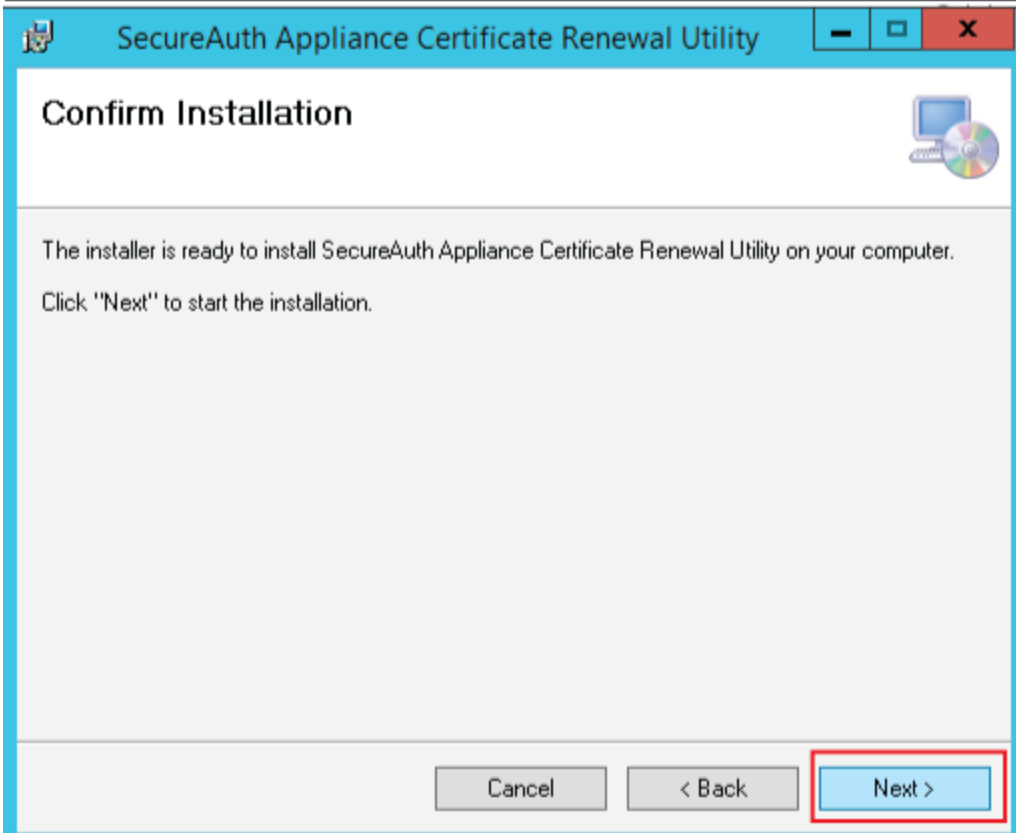 SecureAuth Appliance Certificate Renewal Utility
Confirm Installation
The installer is ready to install SecureAuth Appliance Certificate Renewal Utility on your computer.
Click "Next" to start the installation.
Cancel
< Back
Next >